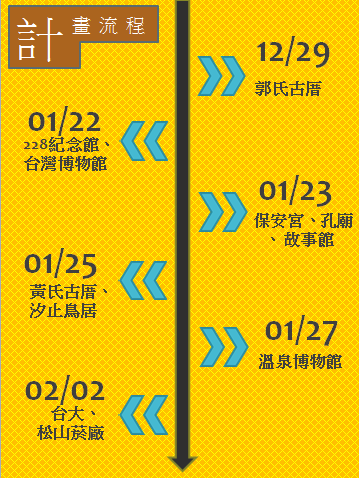 計畫流程
12/29
郭氏古厝
01/22
228紀念館、
台灣博物館
01/23
保安宮、孔廟
、故事館
01/25
黃氏古厝、
汐止鳥居
01/27
溫泉博物館
02/02
台大、
松山菸廠